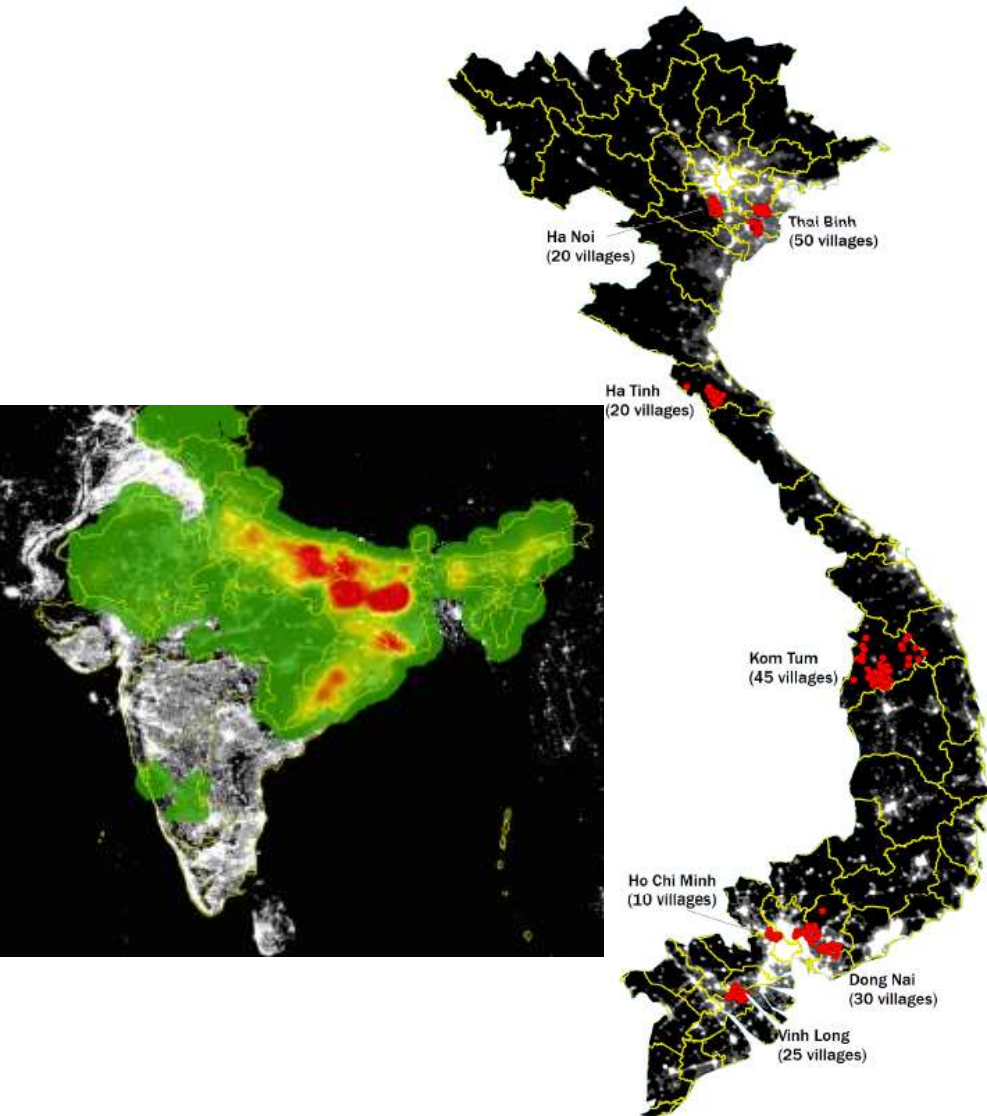 Thai Binh
(50 villages)
Ha Noi
(20 villages)
Ha Tinh
(20 villages)
Kom Tum
(45 villages)
Ho Chi Minh
(10 villages)
Dong Nai
(30 villages)
Vinh Long
(25 villages)